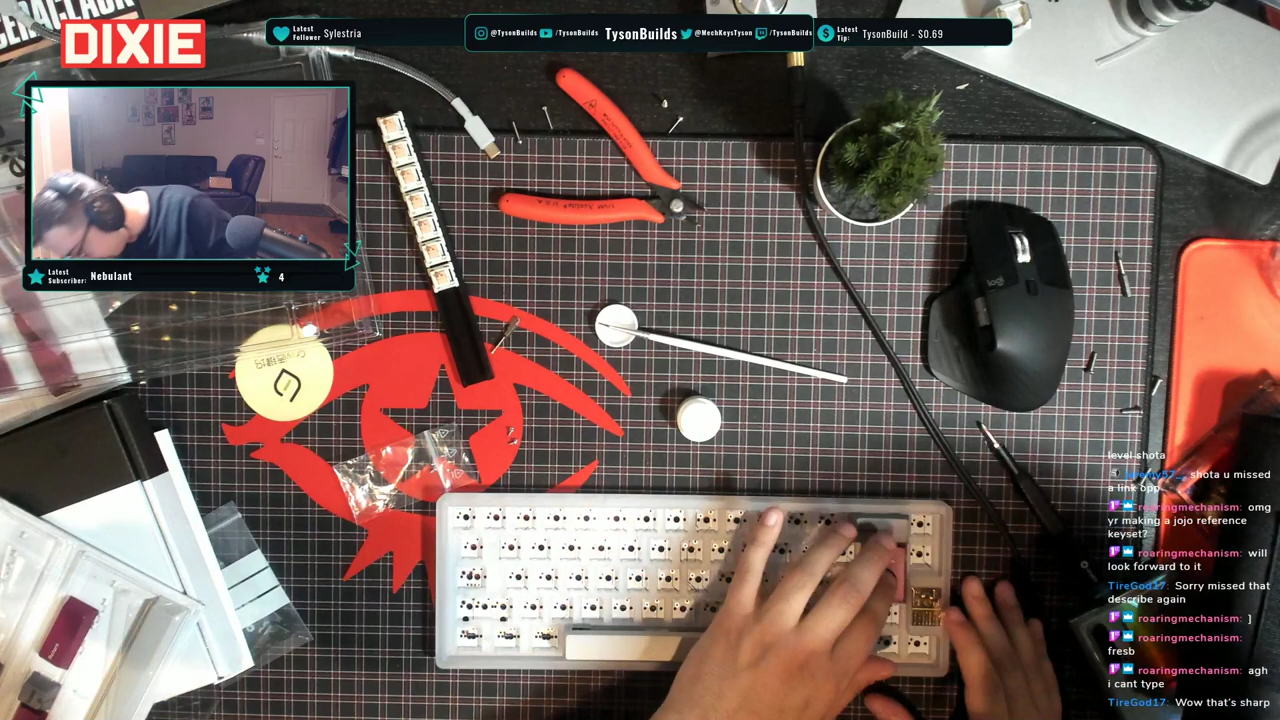 DIXIE
Latest Follower Sylestria
@TysonBuilds /TysonBuilds TysonBuilds @MechKeysTyson /TysonBuilds
Latest Tip: TysonBuild - $0.69
Latest Subscriber: Nebulant
4
logi
level shota
shota u missed
a link opp
roaringmechanism: omg
yr making a jojo reference
keyset?
roaringmechanism: will
look forward to it
TireGod17: Sorry missed that
describe again
roaringmechanism: ]
roaringmechanism:
fresb
roaringmechanism: agh
i cant type
TireGod17: Wow that's sharp